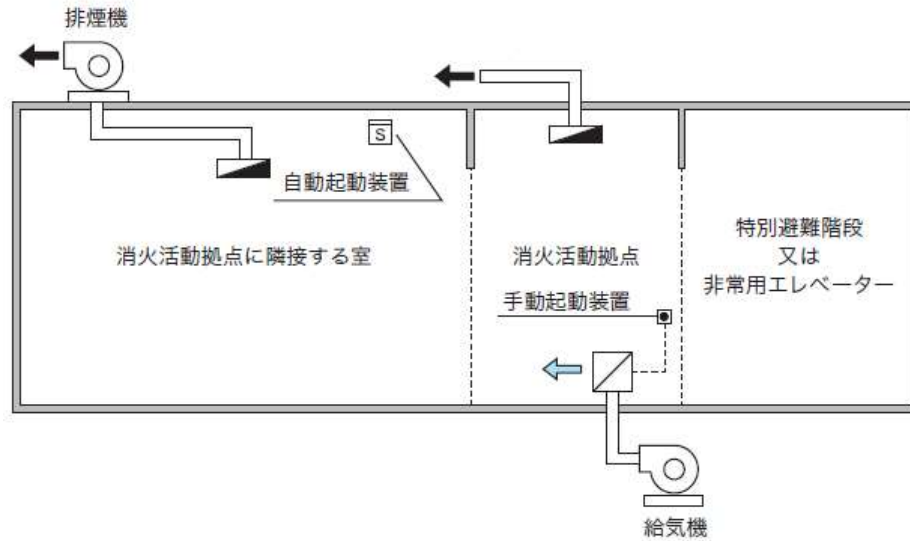 排煙機
S
自動起動装置
消火活動拠点に隣接する室
消火活動拠点
手動起動装置
特別避難階段
又は
非常用エレベーター
給気機